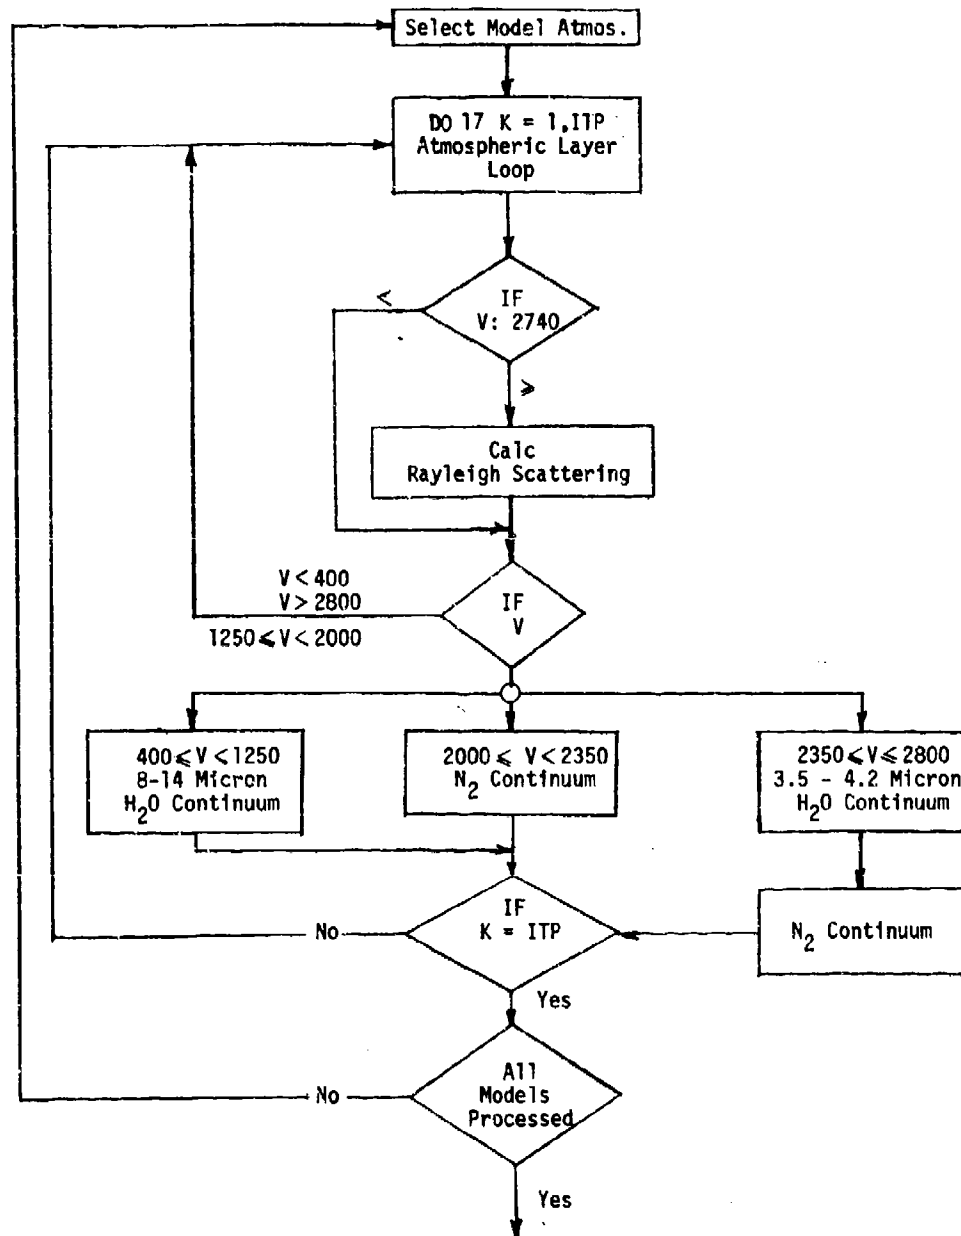 Select Model Atmos.
DO 17 K = 1,ITP
Atmospheric Layer
Loop
<
IF
V: 2740
⩾
Calc
Rayleigh Scattering
V < 400
V > 2800
1250 ⩽ V < 2000
IF
V
400 ⩽ V < 1250
8-14 Micron
H₂O Continuum
2000 ⩽ V < 2350
N₂ Continuum
2350 ⩽ V ⩽ 2800
3.5 - 4.2 Micron
H₂O Continuum
No
IF
K = ITP
N₂ Continuum
Yes
No
All
Models
Processed
Yes